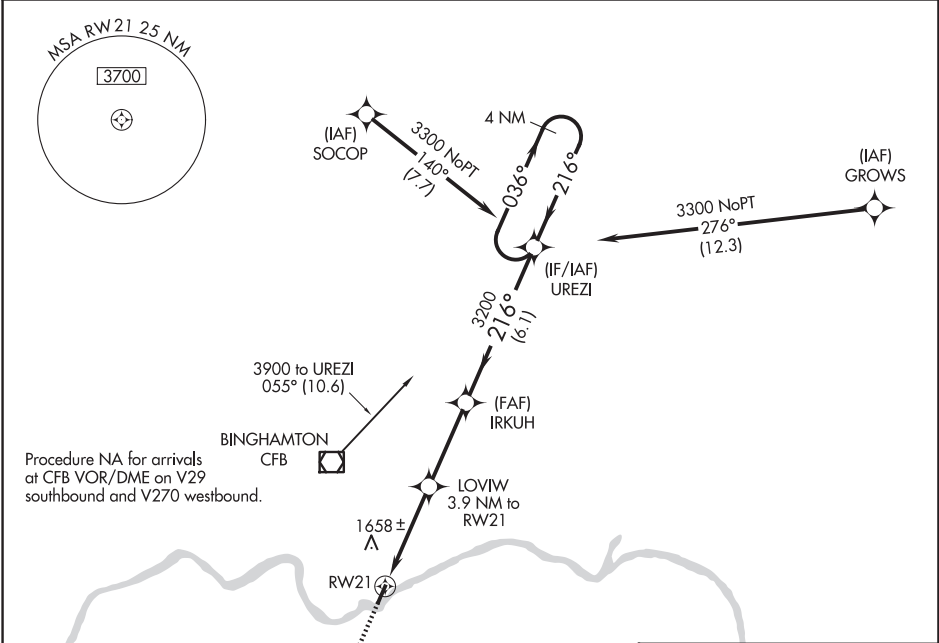 MSA RW21 25 NM
3700
(IAF)
SOCOP
3300 NoPT
140°
(7.7)
4 NM
036°
216°
(IAF)
GROWS
3300 NoPT
276°
(12.3)
(IF/IAF)
UREZI
3200
216°
(6.1)
3900 to UREZI
055° (10.6)
(FAF)
IRKUH
BINGHAMTON
CFB
Procedure NA for arrivals
at CFB VOR/DME on V29
southbound and V270 westbound.
LOVIW
3.9 NM to
RW21
1658 ±
RW21